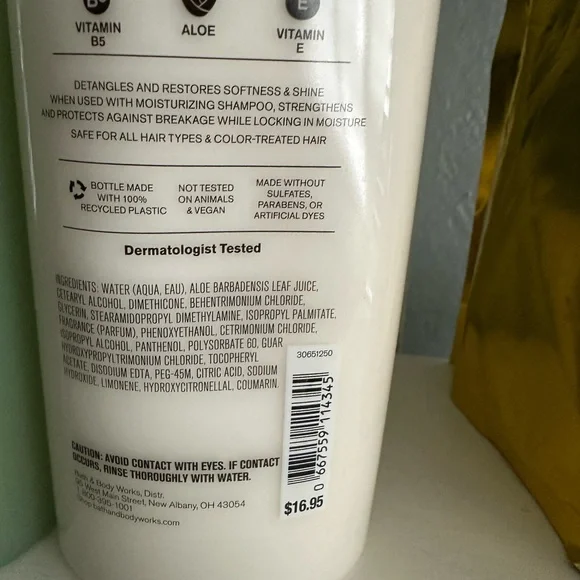 B5
E
VITAMIN
B5
ALOE
VITAMIN
E
DETANGLES AND RESTORES SOFTNESS & SHINE
WHEN USED WITH MOISTURIZING SHAMPOO, STRENGTHENS
AND PROTECTS AGAINST BREAKAGE WHILE LOCKING IN MOISTURE
SAFE FOR ALL HAIR TYPES & COLOR-TREATED HAIR
BOTTLE MADE
WITH 100%
RECYCLED PLASTIC
NOT TESTED
ON ANIMALS
& VEGAN
MADE WITHOUT
SULFATES,
PARABENS, OR
ARTIFICIAL DYES
Dermatologist Tested
INGREDIENTS: WATER (AQUA, EAU), ALOE BARBADENSIS LEAF JUICE,
CETEARYL ALCOHOL, DIMETHICONE, BEHENTRIMONIUM CHLORIDE,
GLYCERIN, STEARAMIDOPROPYL DIMETHYLAMINE, ISOPROPYL PALMITATE,
FRAGRANCE (PARFUM), PHENOXYETHANOL, CETRIMONIUM CHLORIDE,
ISOPROPYL ALCOHOL, PANTHENOL, POLYSORBATE 60, GUAR
HYDROXYPROPYLTRIMONIUM CHLORIDE, TOCOPHERYL
ACETATE, DISODIUM EDTA, PEG-45M, CITRIC ACID, SODIUM
HYDROXIDE, LIMONENE, HYDROXYCITRONELLAL, COUMARIN.
30651250
0 667559 114345
$16.95
CAUTION: AVOID CONTACT WITH EYES. IF CONTACT
OCCURS, RINSE THOROUGHLY WITH WATER.
Bath & Body Works, Distr.
95 West Main Street, New Albany, OH 43054
1-800-395-1001
bathandbodyworks.com